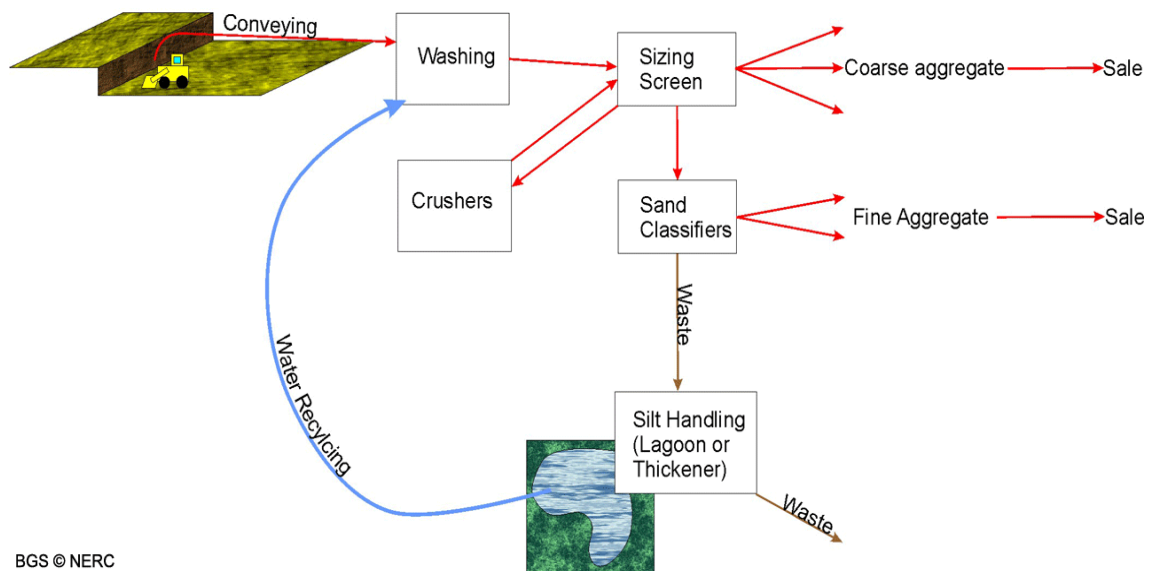 Conveying
Washing
Sizing
Screen
Coarse aggregate
Sale
Crushers
Sand
Classifiers
Fine Aggregate
Sale
Waste
Water Recylcing
Silt Handling
(Lagoon or
Thickener)
Waste
BGS © NERC